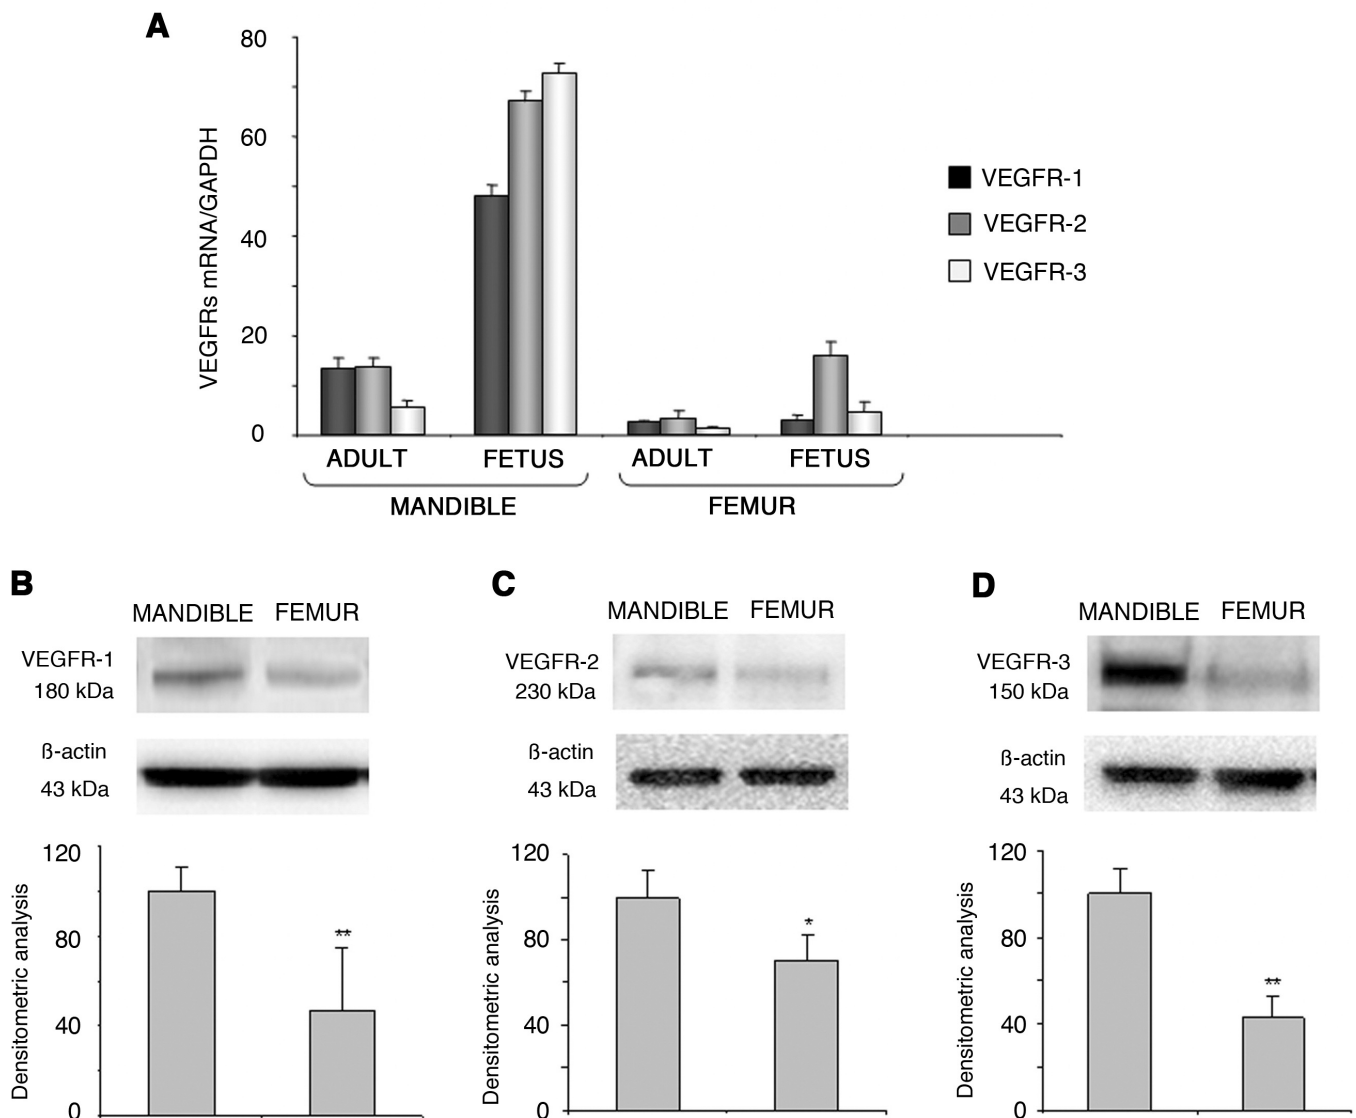 A
80
60
40
20
0
VEGFRs mRNA/GAPDH
VEGFR-1
VEGFR-2
VEGFR-3
ADULT FETUS ADULT FETUS
MANDIBLE FEMUR
B
MANDIBLE FEMUR
VEGFR-1
180 kDa
ß-actin
43 kDa
120
80
40
0
Densitometric analysis
**
C
MANDIBLE FEMUR
VEGFR-2
230 kDa
ß-actin
43 kDa
120
80
40
0
Densitometric analysis
*
D
MANDIBLE FEMUR
VEGFR-3
150 kDa
ß-actin
43 kDa
120
80
40
0
Densitometric analysis
**